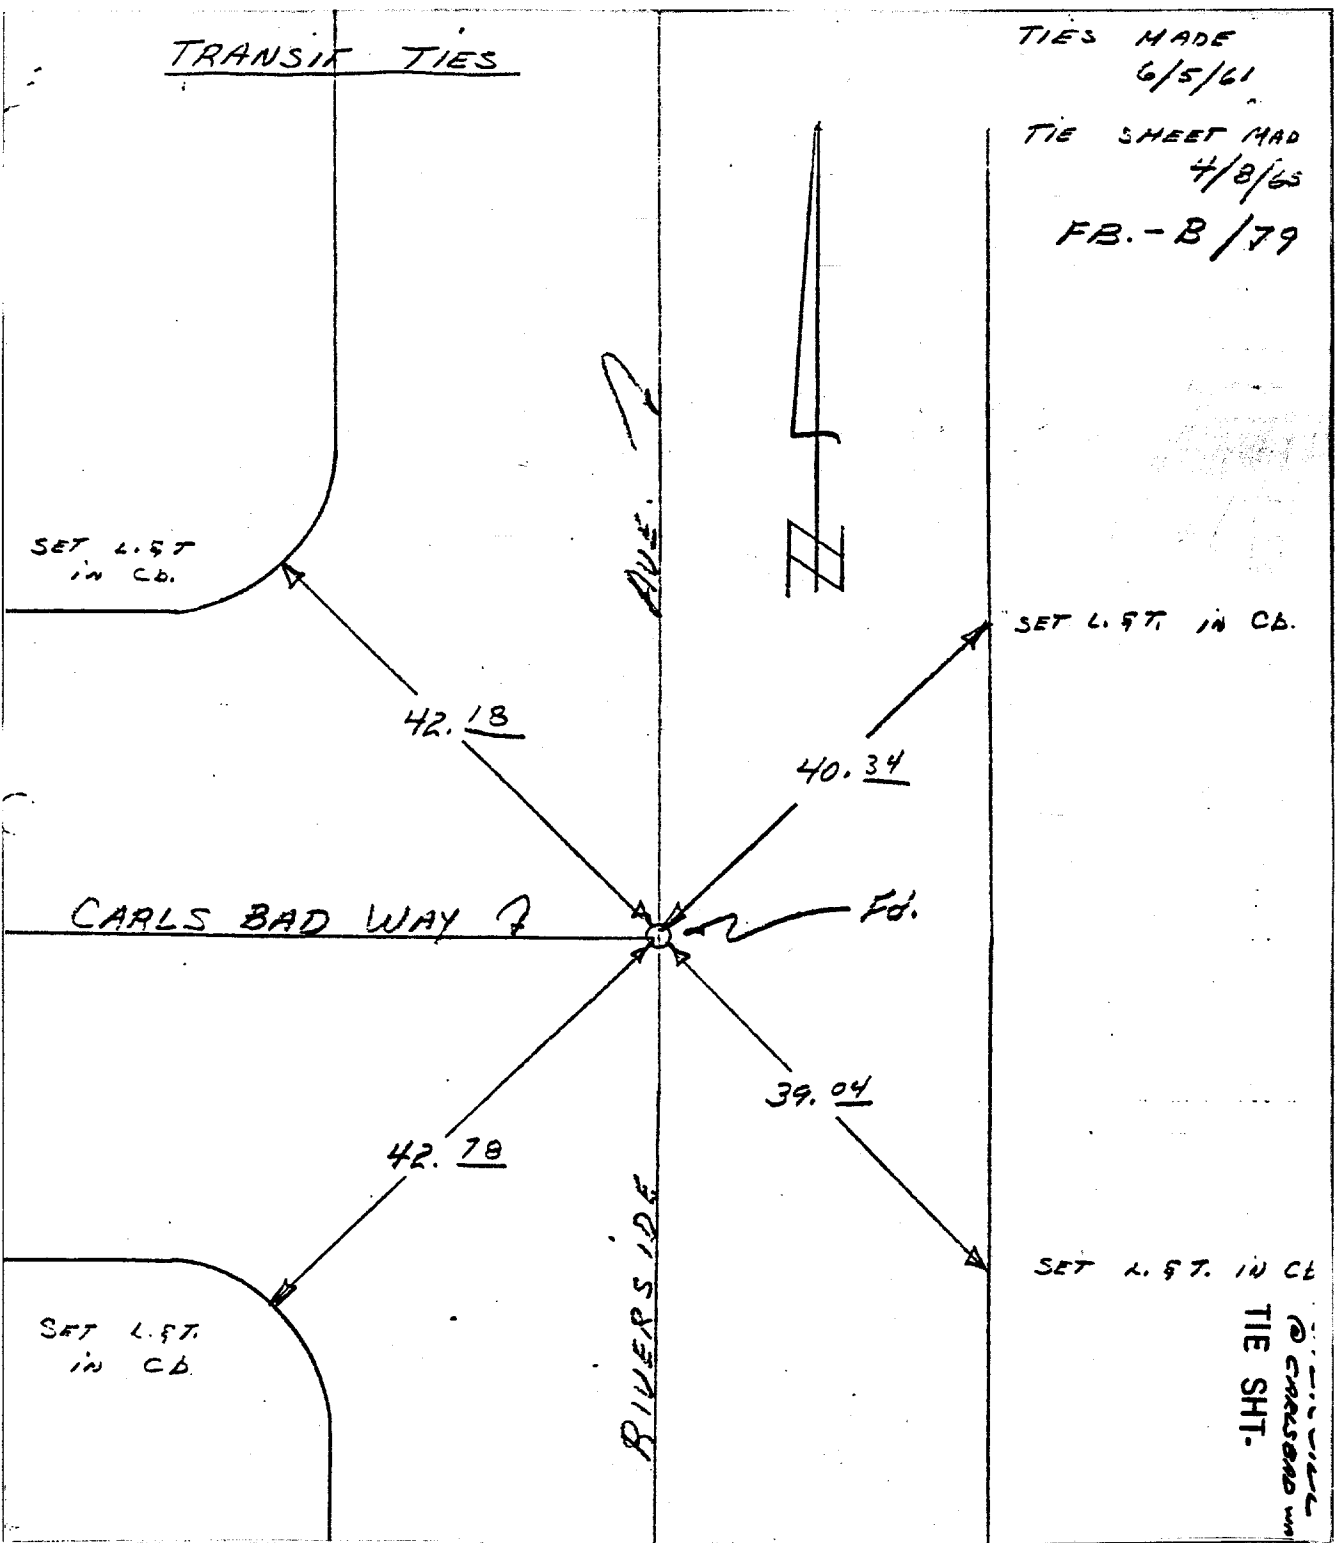 TRANSIT TIES
TIES MADE
6/5/61
TIE SHEET MAD
4/8/65
FB.-B/79
AVE.
N
SET L.&T
in Cb.
SET L.&T. IN Cb.
42.18
40.34
CARLS BAD WAY
Fd.
39.04
42.78
RIVERSIDE
SET L.&T. IN Cb
SET L.&T.
in Cb
@ CARLSBAD
TIE SHT.